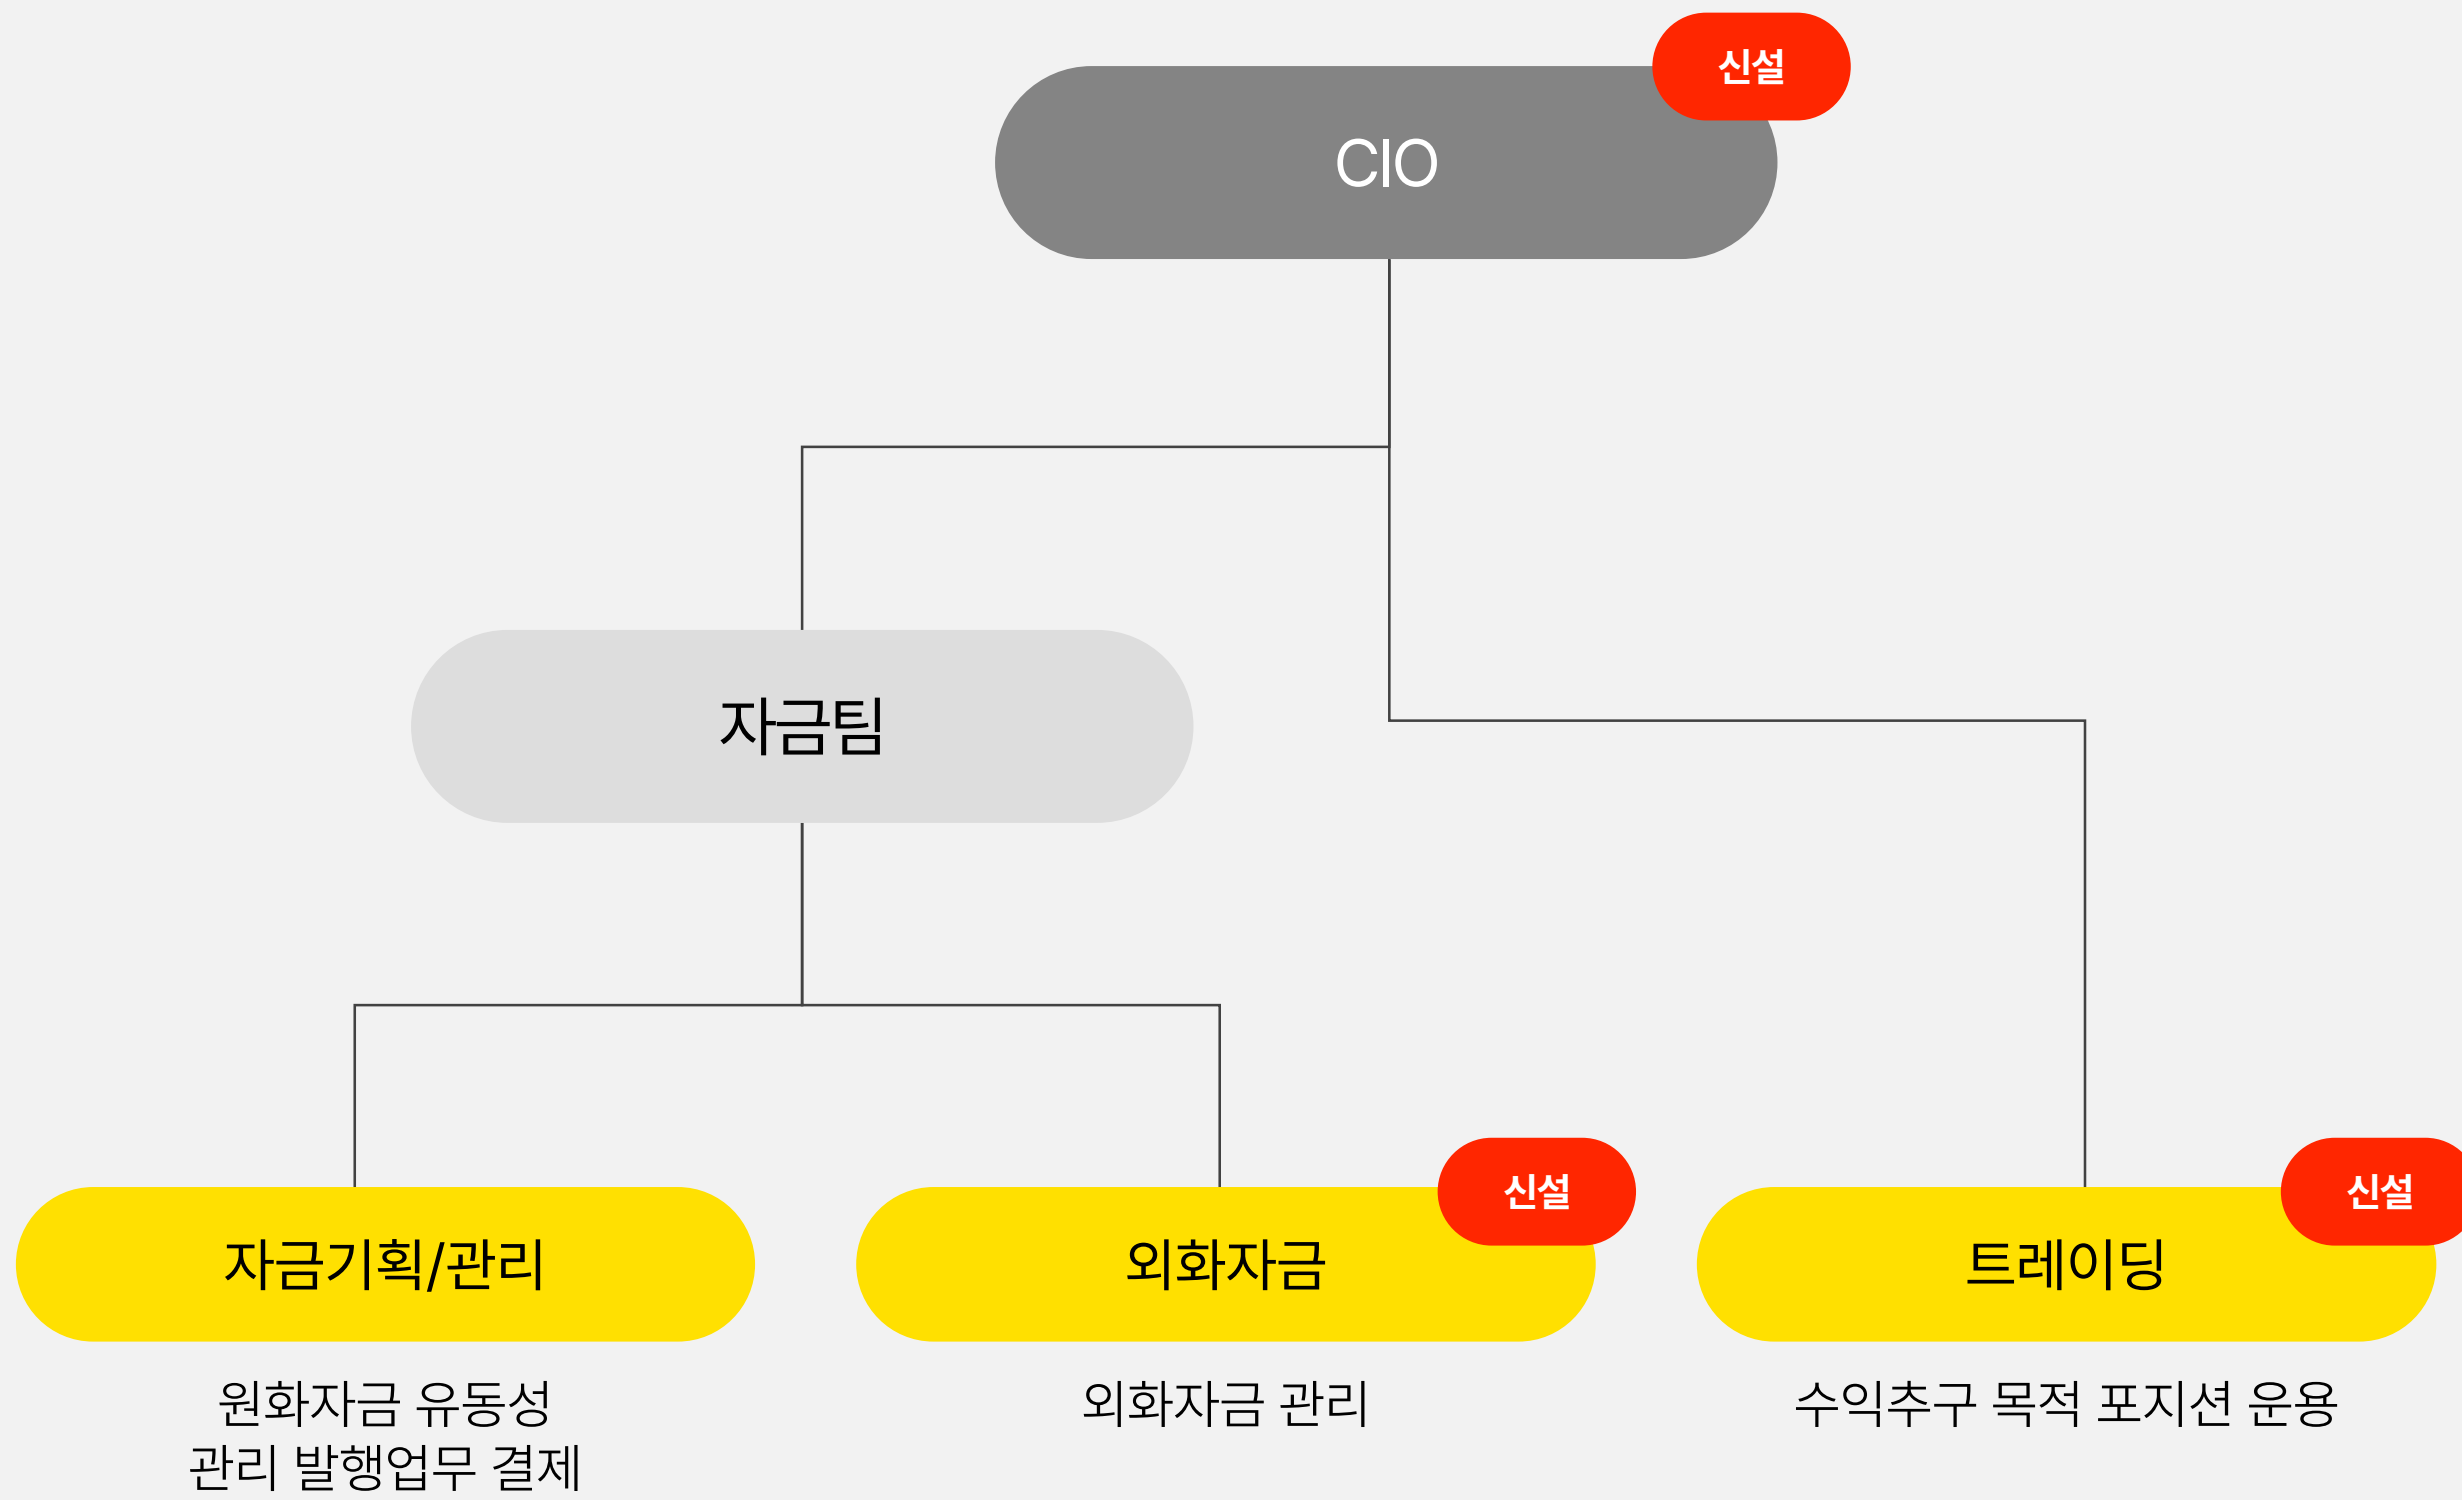 신설
CIO
자금팀
신설
신설
자금기획/관리
외화자금
트레이딩
원화자금 유동성
관리 발행업무 결제
외화자금 관리
수익추구 목적 포지션 운용